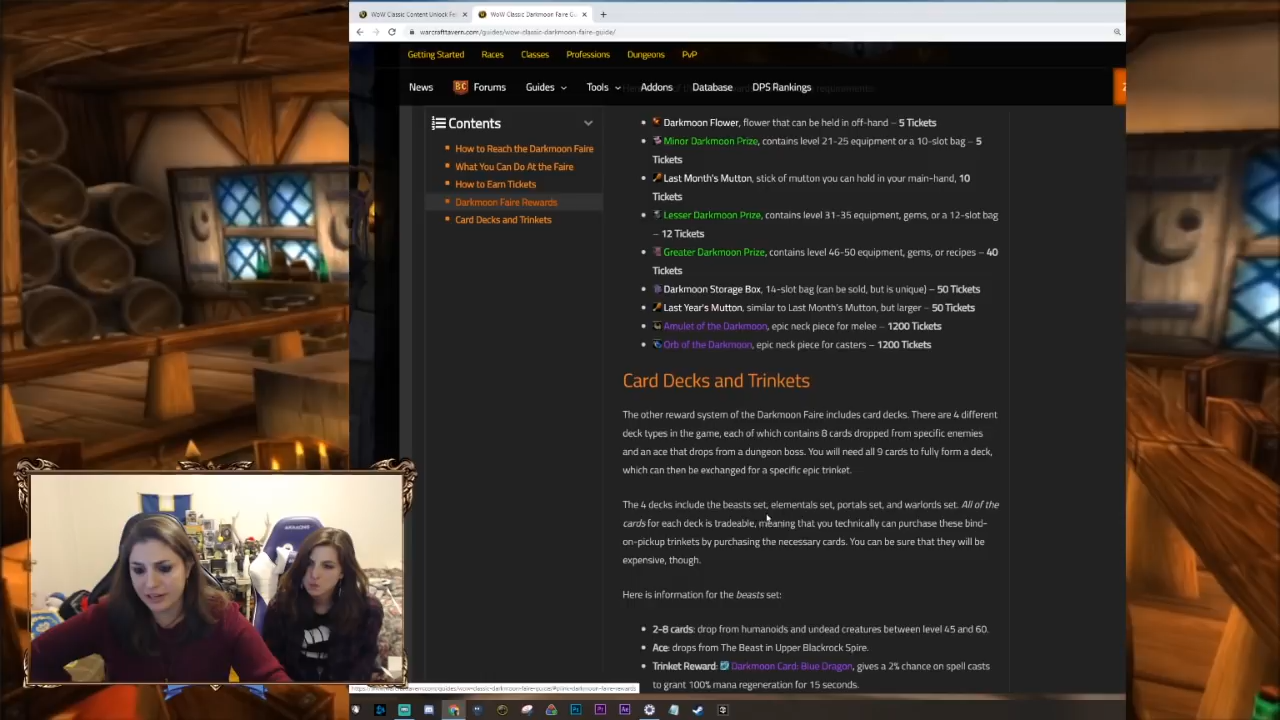 WoW Classic Content Unlock
WoW Classic Darkmoon Faire G
warcrafttavern.com/guides/wow-classic-darkmoon-faire-guide/
Getting Started Races Classes Professions Dungeons PvP
News Forums Guides Tools Addons Database DPS Rankings
Contents
How to Reach the Darkmoon Faire
What You Can Do At the Faire
How to Earn Tickets
Darkmoon Faire Rewards
Card Decks and Trinkets
Darkmoon Flower, flower that can be held in off-hand – 5 Tickets
Minor Darkmoon Prize, contains level 21-25 equipment or a 10-slot bag – 5
Tickets
Last Month's Mutton, stick of mutton you can hold in your main-hand, 10
Tickets
Lesser Darkmoon Prize, contains level 31-35 equipment, gems, or a 12-slot bag
– 12 Tickets
Greater Darkmoon Prize, contains level 46-50 equipment, gems, or recipes – 40
Tickets
Darkmoon Storage Box, 14-slot bag (can be sold, but is unique) – 50 Tickets
Last Year's Mutton, similar to Last Month's Mutton, but larger – 50 Tickets
Amulet of the Darkmoon, epic neck piece for melee – 1200 Tickets
Orb of the Darkmoon, epic neck piece for casters – 1200 Tickets
Card Decks and Trinkets
The other reward system of the Darkmoon Faire includes card decks. There are 4 different
deck types in the game, each of which contains 8 cards dropped from specific enemies
and an ace that drops from a dungeon boss. You will need all 9 cards to fully form a deck,
which can then be exchanged for a specific epic trinket.
The 4 decks include the beasts set, elementals set, portals set, and warlords set. All of the
cards for each deck is tradeable, meaning that you technically can purchase these bind-
on-pickup trinkets by purchasing the necessary cards. You can be sure that they will be
expensive, though.
Here is information for the beasts set:
2-8 cards: drop from humanoids and undead creatures between level 45 and 60.
Ace: drops from The Beast in Upper Blackrock Spire.
Trinket Reward: Darkmoon Card: Blue Dragon, gives a 2% chance on spell casts
to grant 100% mana regeneration for 15 seconds.